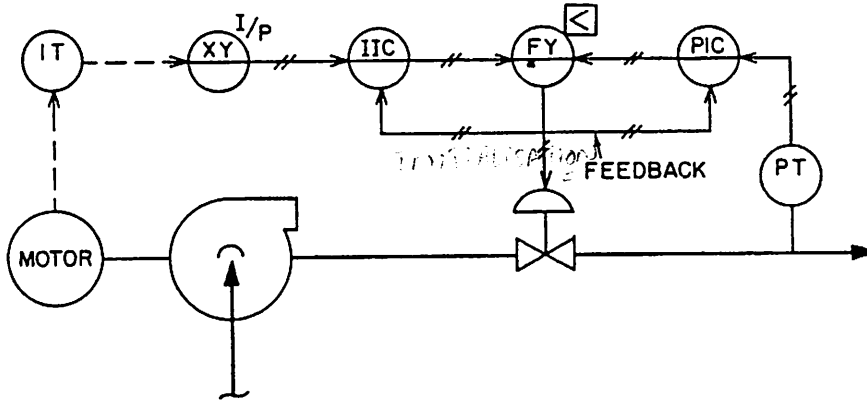 IT
XY
I/P
IIC
FY
<
PIC
FEEDBACK
PT
MOTOR